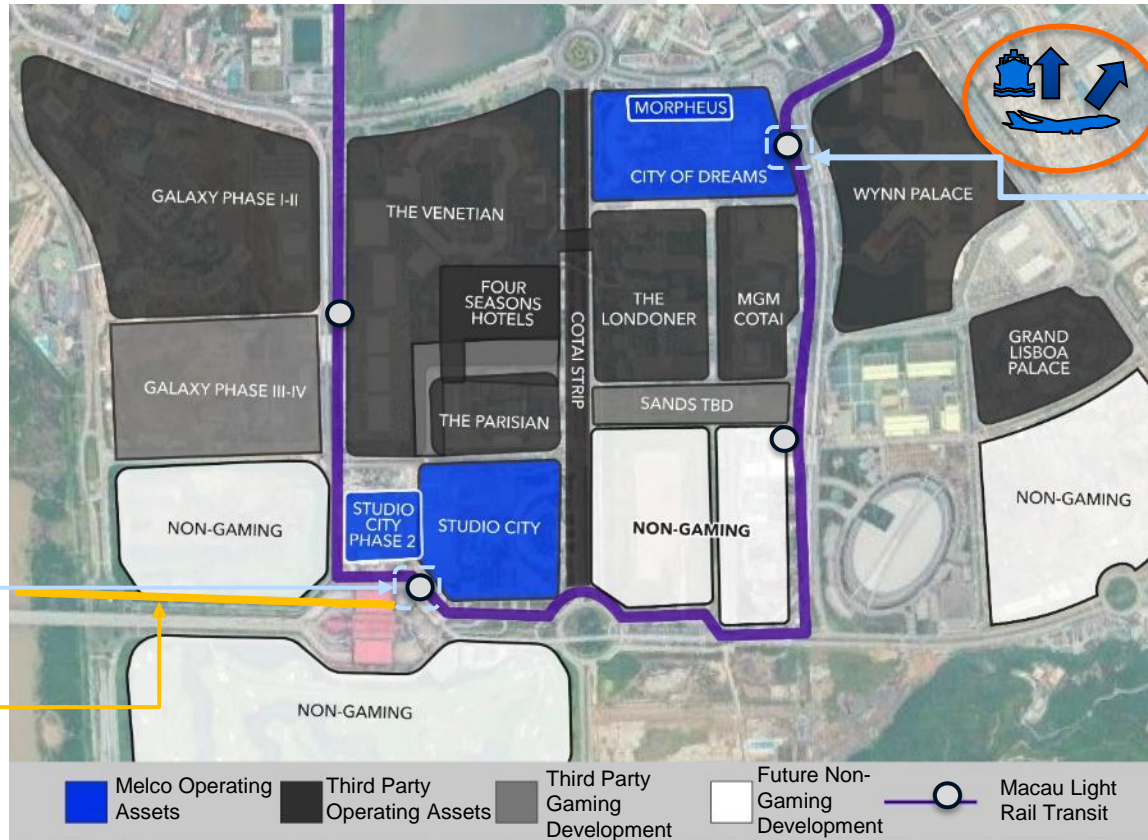 MORPHEUS
CITY OF DREAMS
GALAXY PHASE I-II
THE VENETIAN
WYNN PALACE
FOUR
SEASONS
HOTELS
COTAI STRIP
THE
LONDONER
MGM
COTAI
GRAND
LISBOA
PALACE
GALAXY PHASE III-IV
THE PARISIAN
SANDS TBD
NON-GAMING
STUDIO
CITY
PHASE 2
STUDIO CITY
NON-GAMING
NON-GAMING
NON-GAMING
Melco Operating
Assets
Third Party
Operating Assets
Third Party
Gaming
Development
Future Non-
Gaming
Development
Macau Light
Rail Transit